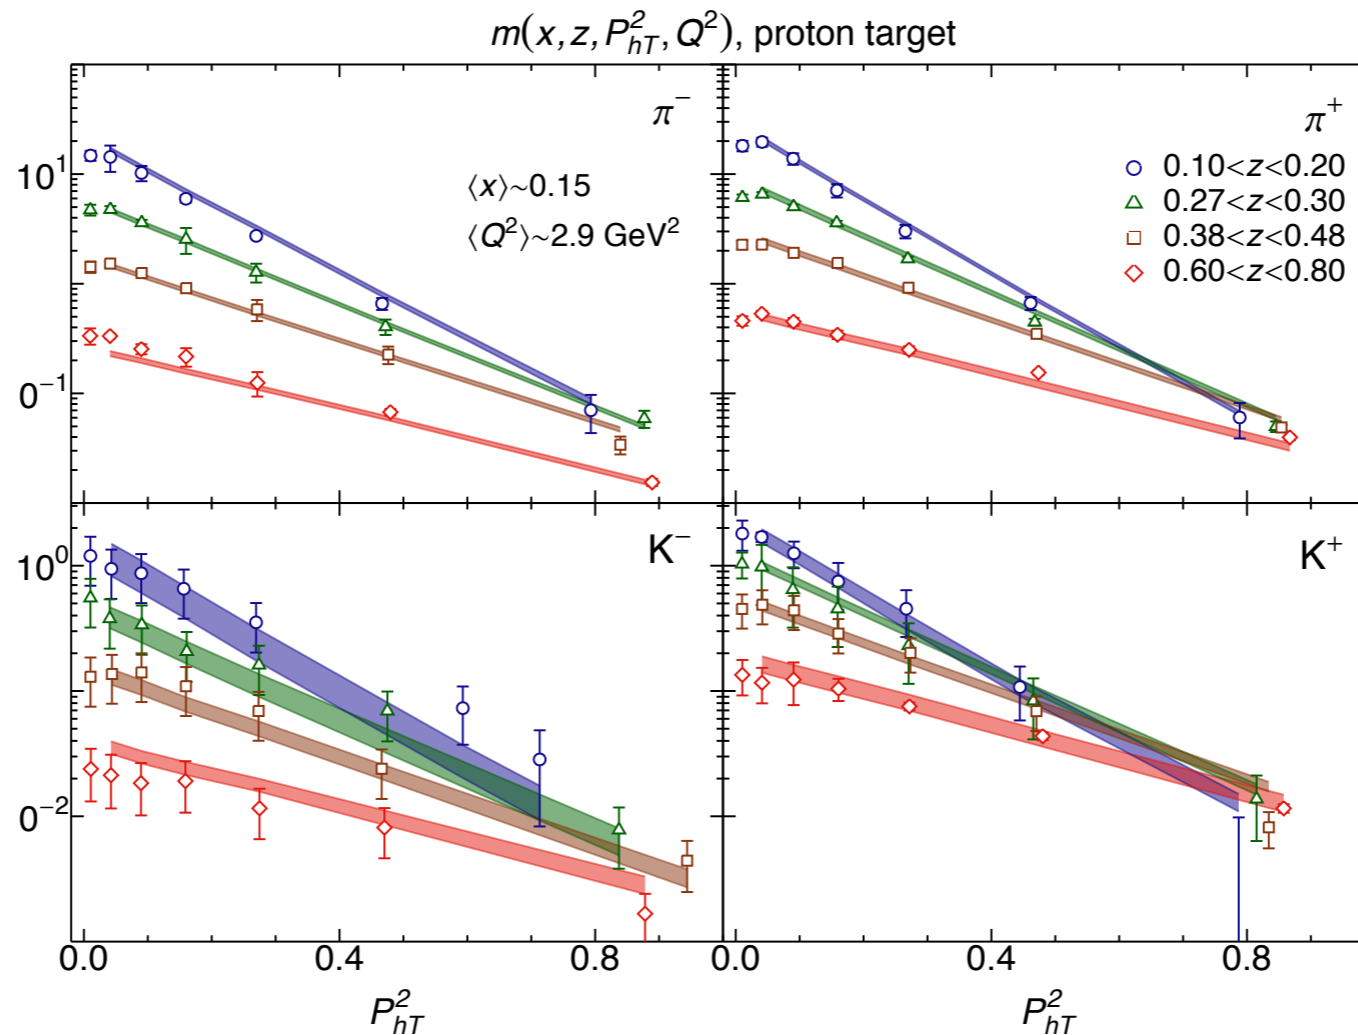 m(x, z, P²hT, Q²), proton target
π⁻
⟨x⟩~0.15
⟨Q²⟩~2.9 GeV²
π⁺
0.10<z<0.20
0.27<z<0.30
0.38<z<0.48
0.60<z<0.80
10¹
0⁻¹
K⁻
K⁺
10⁰
0⁻²
0.0 0.4 0.8
0.0 0.4 0.8
P²hT
P²hT